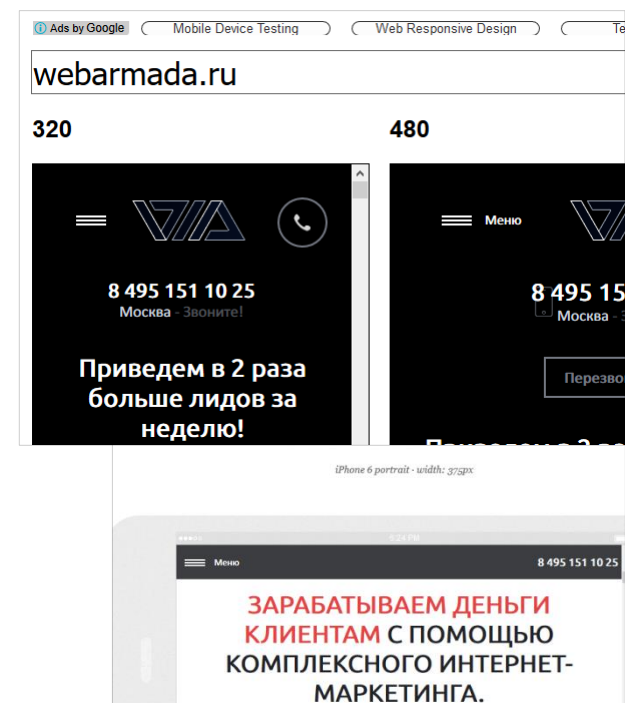 Ads by Google
Mobile Device Testing
Web Responsive Design
webarmada.ru
320
480
8 495 151 10 25
Москва - Звоните!
Приведем в 2 раза
больше лидов за
неделю!
Меню
8 495 15
Москва -
iPhone 6 portrait - width: 375px
Меню
8 495 151 10 25
ЗАРАБАТЫВАЕМ ДЕНЬГИ
КЛИЕНТАМ С ПОМОЩЬЮ
КОМПЛЕКСНОГО ИНТЕРНЕТ-
МАРКЕТИНГА.